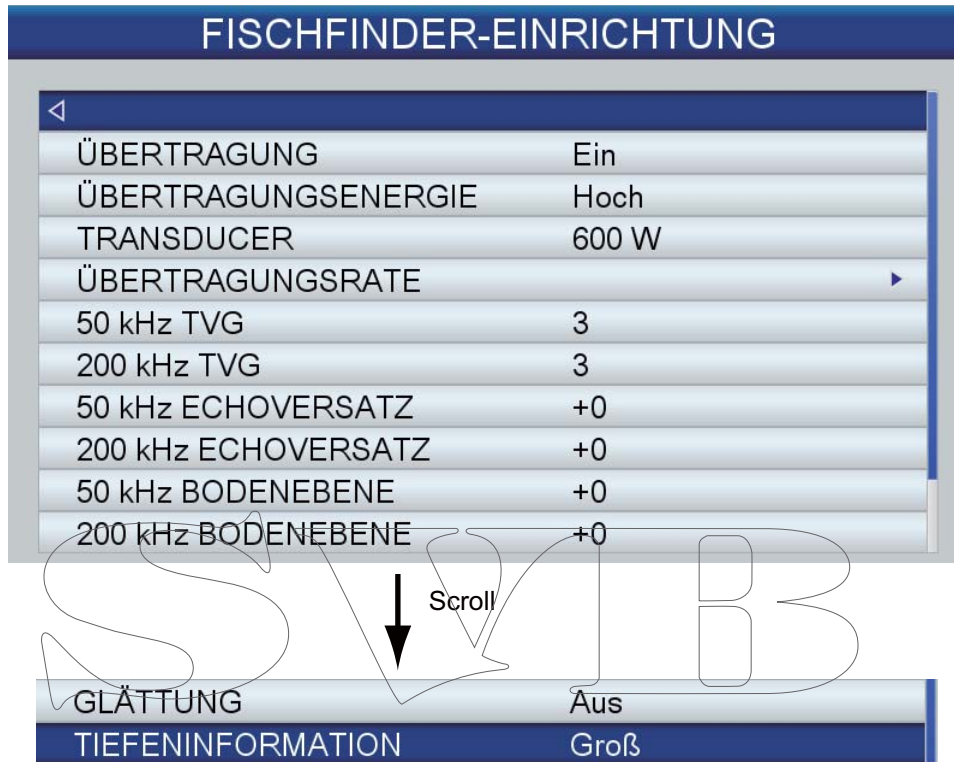 FISCHFINDER-EINRICHTUNG
ÜBERTRAGUNG Ein
ÜBERTRAGUNGSENERGIE Hoch
TRANSDUCER 600 W
ÜBERTRAGUNGSRATE
50 kHz TVG 3
200 kHz TVG 3
50 kHz ECHOVERSATZ +0
200 kHz ECHOVERSATZ +0
50 kHz BODENEBENE +0
200 kHz BODENEBENE +0
Scroll
SVB
GLÄTTUNG Aus
TIEFENINFORMATION Groß